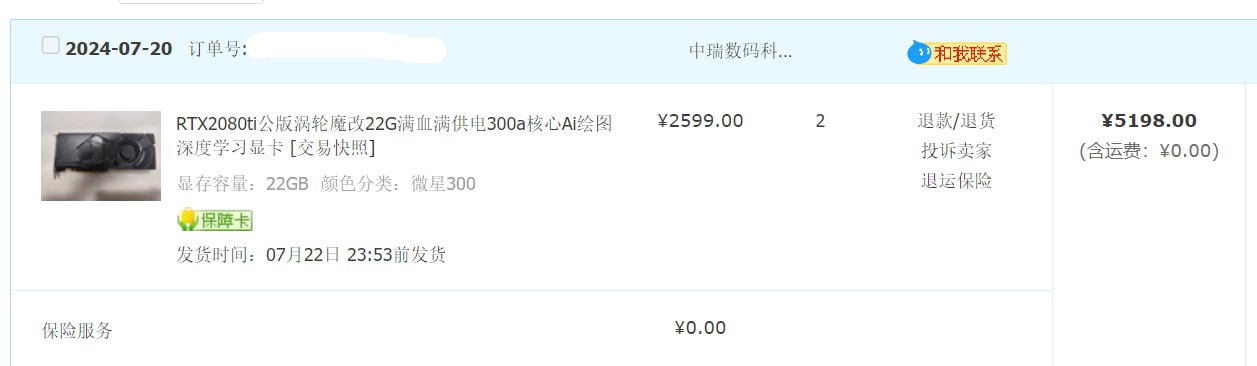 2024-07-20 订单号: 中瑞数码科... 和我联系
RTX2080ti公版涡轮魔改22G满血满供电300a核心Ai绘图
深度学习显卡 [交易快照]
显存容量：22GB 颜色分类：微星300
保障卡
发货时间：07月22日 23:53前发货
¥2599.00
2
退款/退货
投诉卖家
退运保险
¥5198.00
(含运费：¥0.00)
保险服务
¥0.00